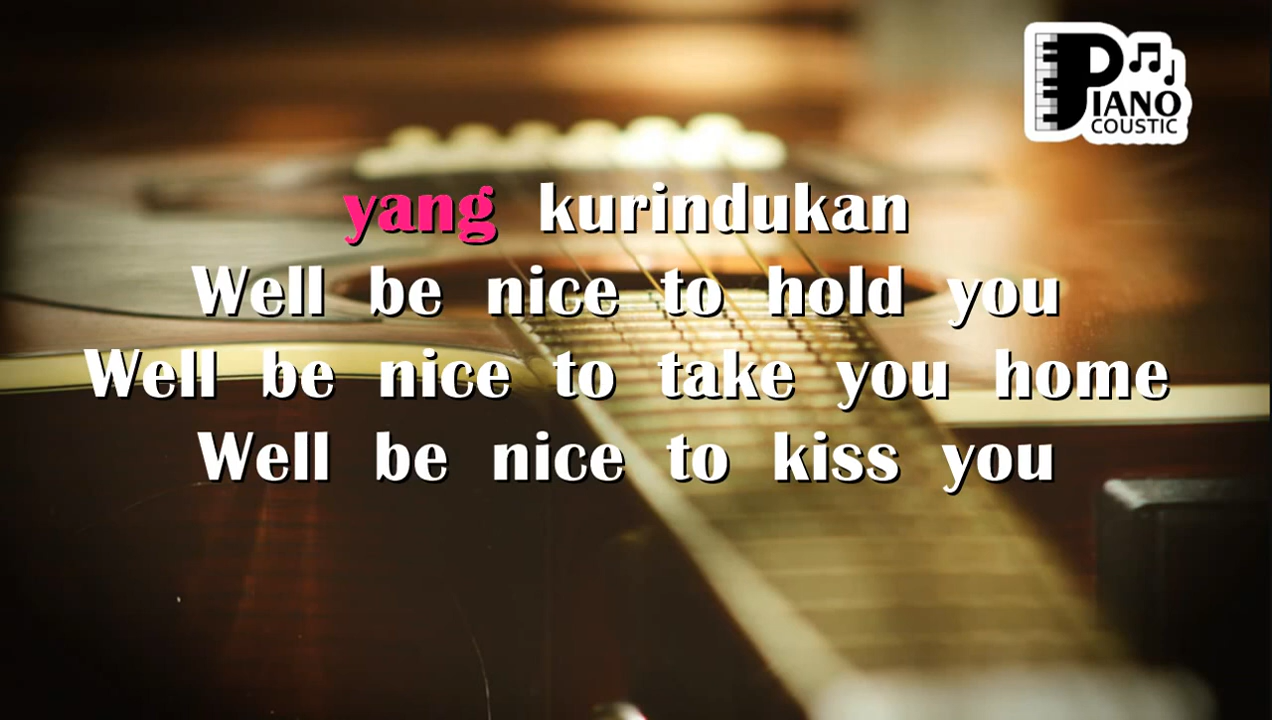 PIANO
COUSTIC
yang kurindukan
Well be nice to hold you
Well be nice to take you home
Well be nice to kiss you